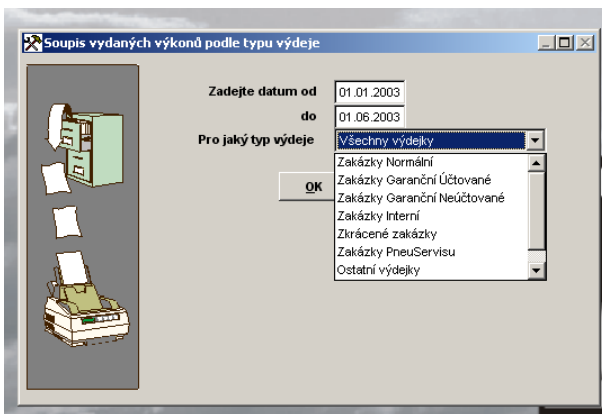 Soupis vydaných výkonů podle typu výdeje
Zadejte datum od 01.01.2003
do 01.06.2003
Pro jaký typ výdeje Všechny výdejky
Zakázky Normální
Zakázky Garanční Účtované
OK Zakázky Garanční Neúčtované
Zakázky Interní
Zkrácené zakázky
Zakázky PneuServisu
Ostatní výdejky